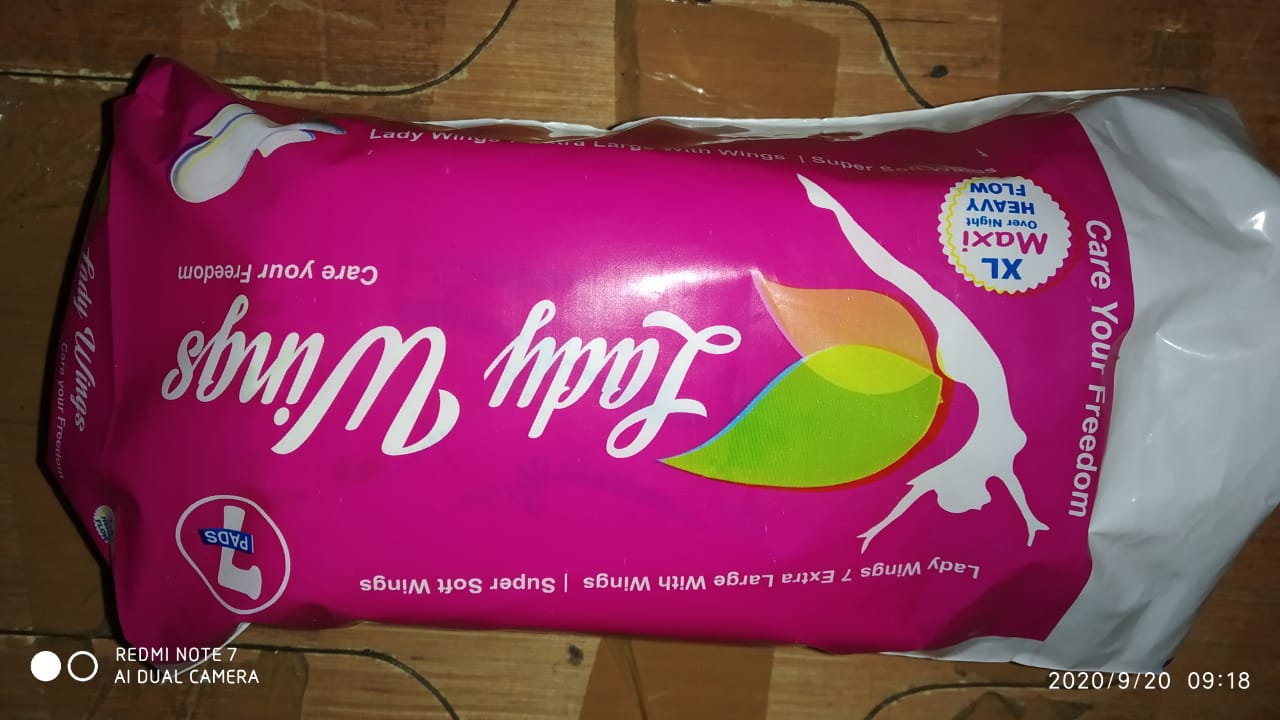 Lady Wings
Care your Freedom
Care Your Freedom
XL
Maxi
Over Night
HEAVY
FLOW
7
PADS
Lady Wings 7 Extra Large With Wings | Super Soft Wings
Lady Wings 7 Extra Large With Wings | Super Soft Wings
Lady Wings
Care your Freedom
REDMI NOTE 7
AI DUAL CAMERA
2020/9/20 09:18